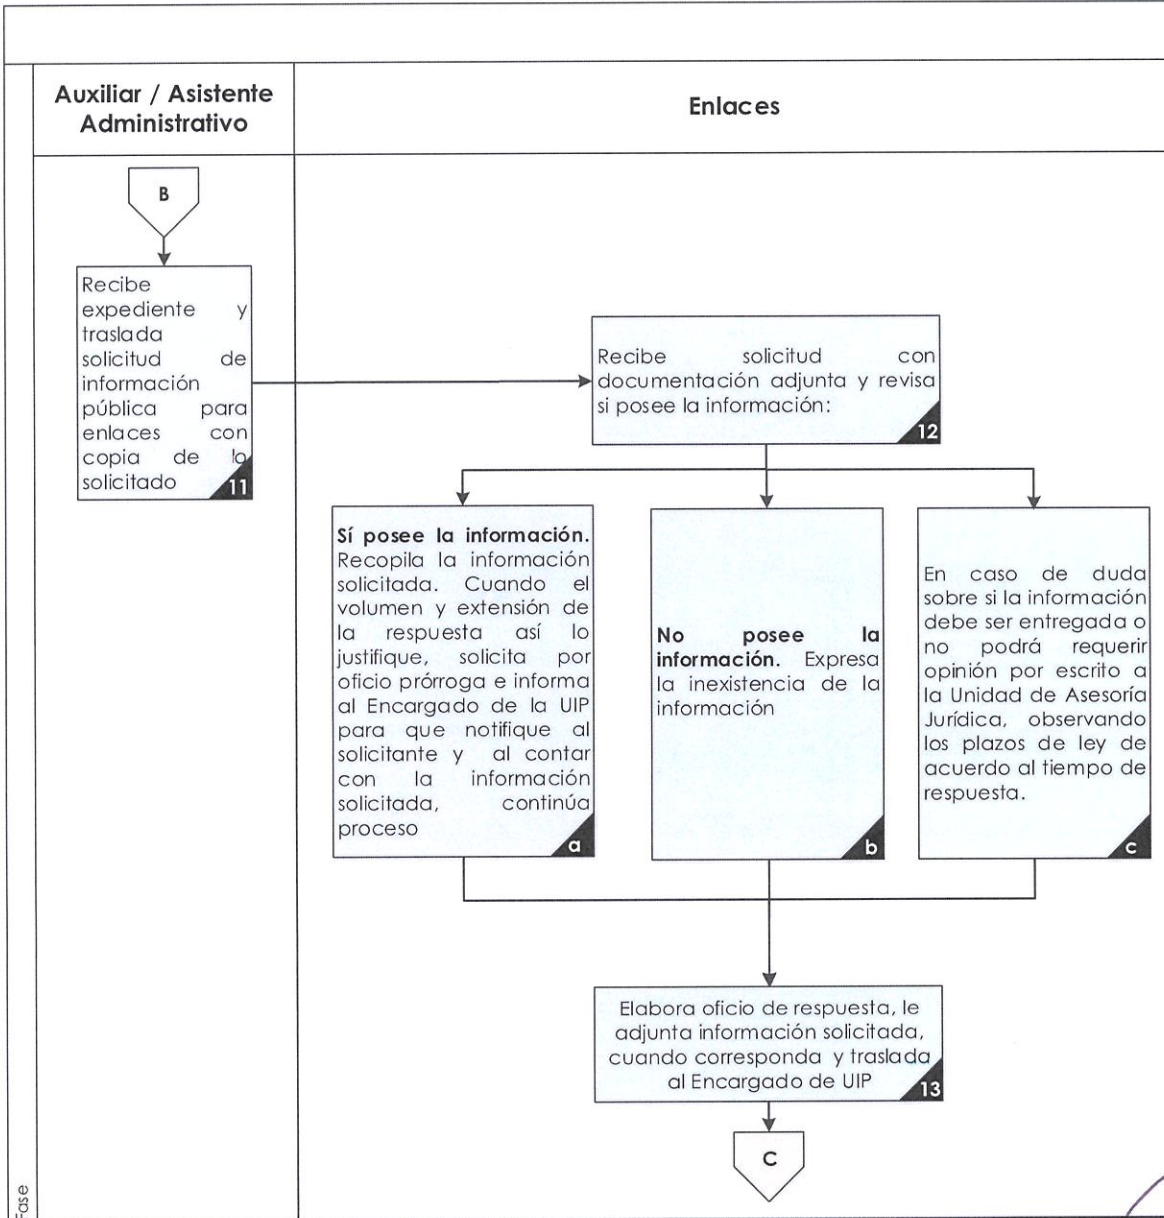 Auxiliar / Asistente
Administrativo
Enlaces
B
Recibe
expediente y
traslada
solicitud de
información
pública para
enlaces con
copia de lo
solicitado
11
Recibe solicitud con
documentación adjunta y revisa
si posee la información:
12
Sí posee la información.
Recopila la información
solicitada. Cuando el
volumen y extensión de
la respuesta así lo
justifique, solicita por
oficio prórroga e informa
al Encargado de la UIP
para que notifique al
solicitante y al contar
con la información
solicitada, continúa
proceso
a
No posee la
información. Expresa
la inexistencia de la
información
b
En caso de duda
sobre si la información
debe ser entregada o
no podrá requerir
opinión por escrito a
la Unidad de Asesoría
Jurídica, observando
los plazos de ley de
acuerdo al tiempo de
respuesta.
c
Elabora oficio de respuesta, le
adjunta información solicitada,
cuando corresponda y traslada
al Encargado de UIP
13
C
Fase